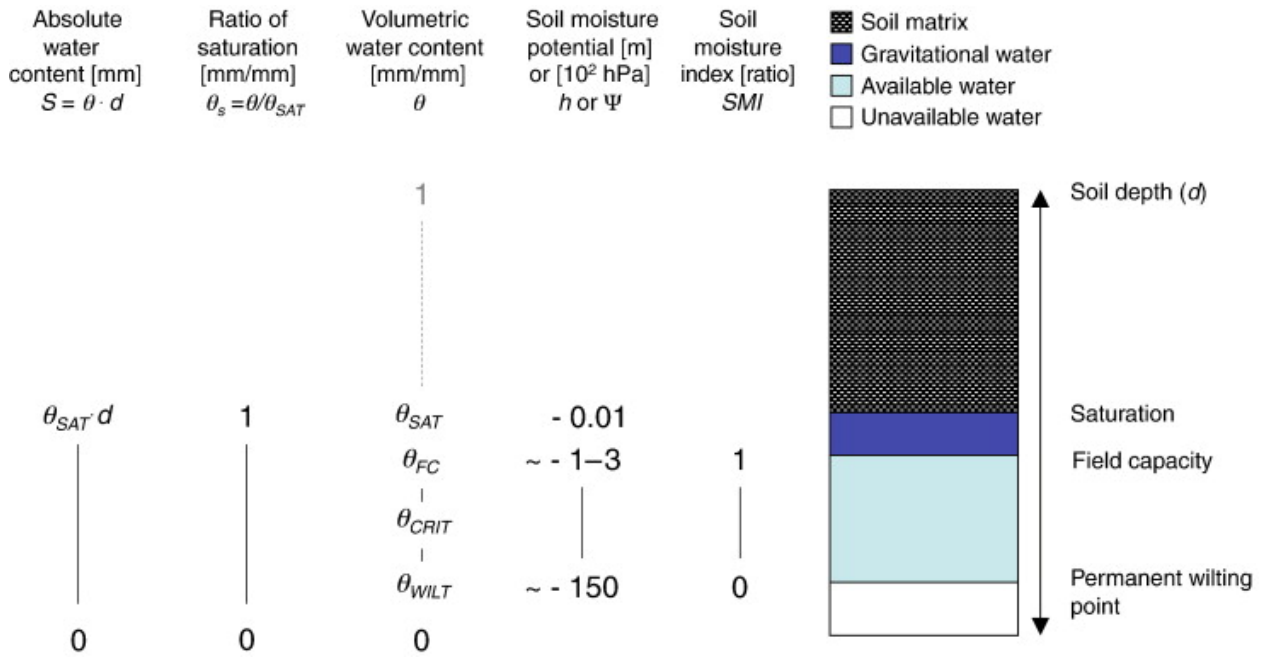 Absolute
water
content [mm]
S = θ · d
Ratio of
saturation
[mm/mm]
θs =θ/θSAT
Volumetric
water content
[mm/mm]
θ
Soil moisture
potential [m]
or [10² hPa]
h or Ψ
Soil
moisture
index [ratio]
SMI
Soil matrix
Gravitational water
Available water
Unavailable water
1
Soil depth (d)
θSAT· d
1
θSAT
- 0.01
Saturation
θFC
~ - 1–3
1
Field capacity
θCRIT
θWILT
~ - 150
0
Permanent wilting
point
0
0
0